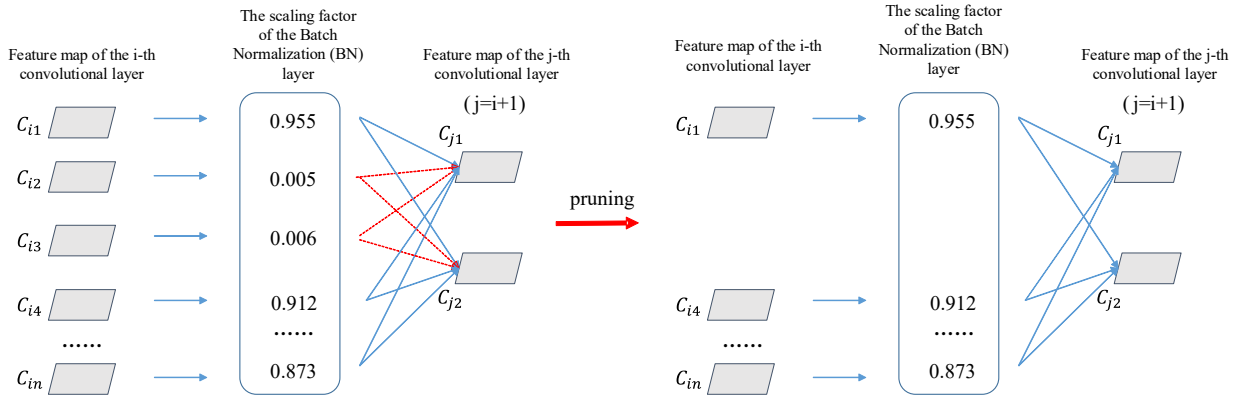 Feature map of the i-th
convolutional layer
The scaling factor
of the Batch
Normalization (BN)
layer
Feature map of the j-th
convolutional layer
(j=i+1)
C_{i1}
0.955
C_{j1}
C_{i2}
0.005
C_{i3}
0.006
C_{i4}
0.912
C_{j2}
......
......
C_{in}
0.873
pruning
Feature map of the i-th
convolutional layer
The scaling factor
of the Batch
Normalization (BN)
layer
Feature map of the j-th
convolutional layer
(j=i+1)
C_{i1}
0.955
C_{j1}
C_{i4}
0.912
C_{j2}
......
......
C_{in}
0.873